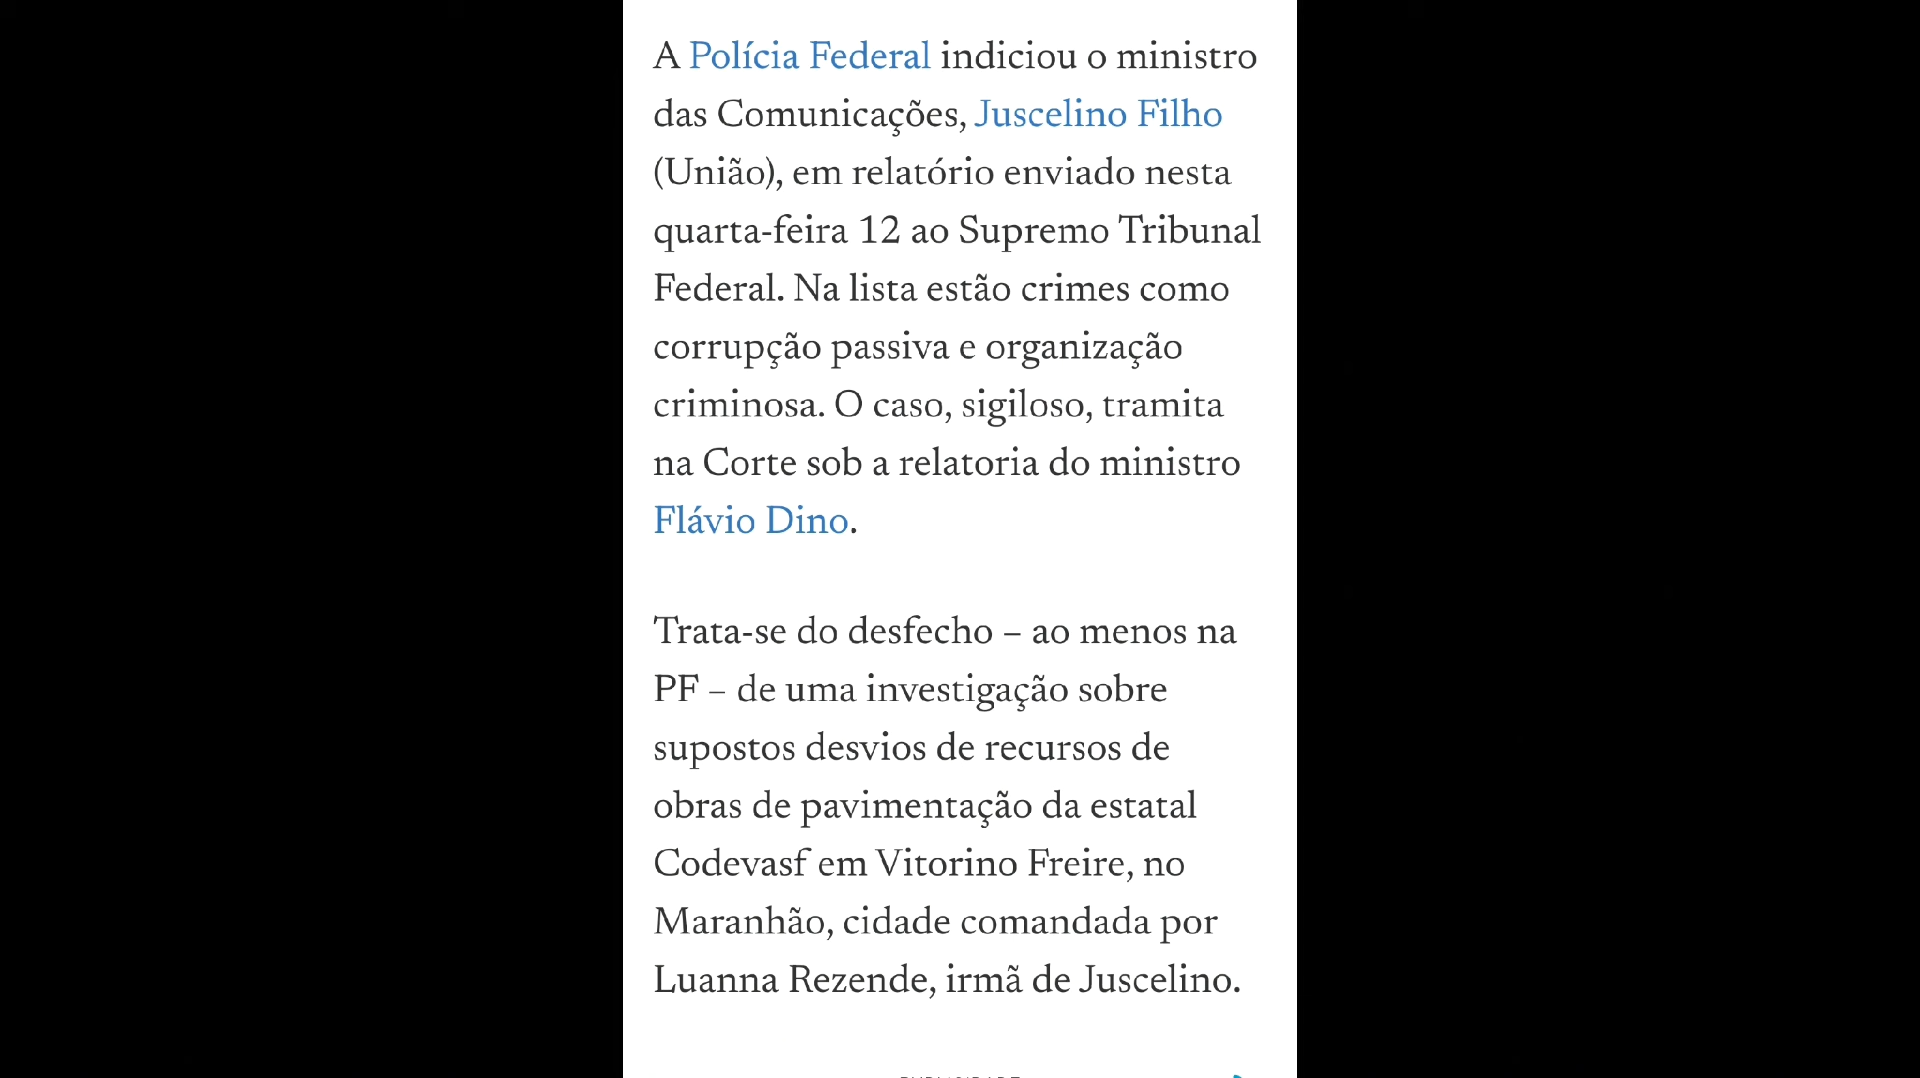 A Polícia Federal indiciou o ministro
das Comunicações, Juscelino Filho
(União), em relatório enviado nesta
quarta-feira 12 ao Supremo Tribunal
Federal. Na lista estão crimes como
corrupção passiva e organização
criminosa. O caso, sigiloso, tramita
na Corte sob a relatoria do ministro
Flávio Dino.
Trata-se do desfecho – ao menos na
PF – de uma investigação sobre
supostos desvios de recursos de
obras de pavimentação da estatal
Codevasf em Vitorino Freire, no
Maranhão, cidade comandada por
Luanna Rezende, irmã de Juscelino.